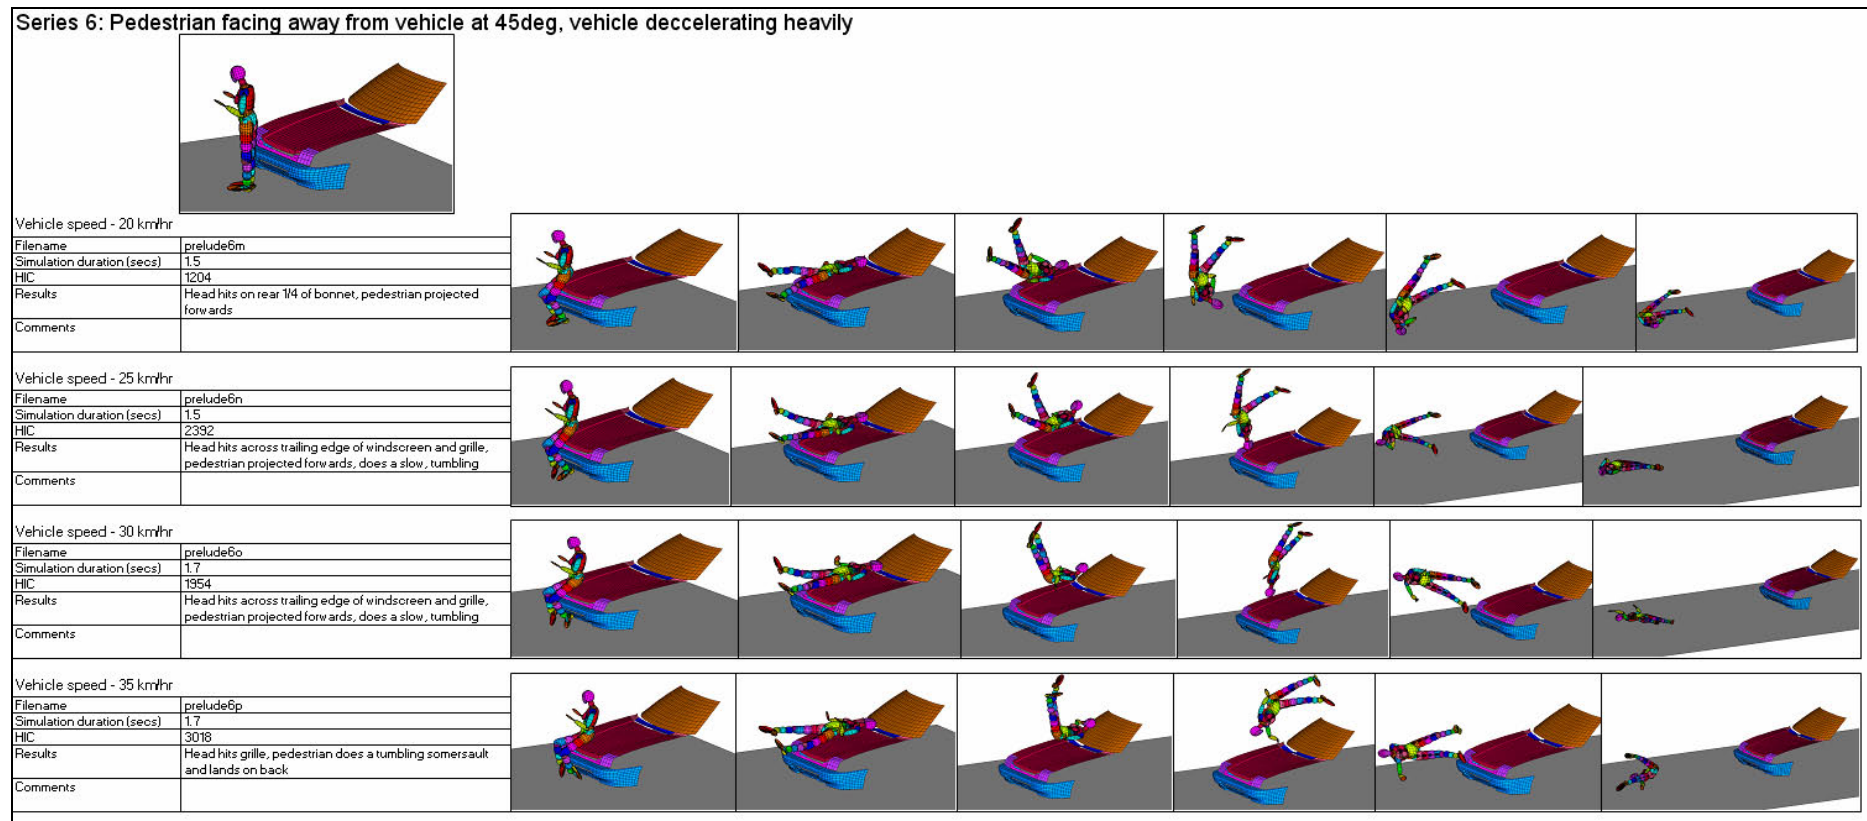 Series 6: Pedestrian facing away from vehicle at 45deg, vehicle deccelerating heavily
Vehicle speed - 20 km/hr
Filename prelude6m
Simulation duration (secs) 1.5
HIC 1204
Results Head hits on rear 1/4 of bonnet, pedestrian projected
forwards
Comments
Vehicle speed - 25 km/hr
Filename prelude6n
Simulation duration (secs) 1.5
HIC 2392
Results Head hits across trailing edge of windscreen and grille,
pedestrian projected forwards, does a slow, tumbling
Comments
Vehicle speed - 30 km/hr
Filename prelude6o
Simulation duration (secs) 1.7
HIC 1954
Results Head hits across trailing edge of windscreen and grille,
pedestrian projected forwards, does a slow, tumbling
Comments
Vehicle speed - 35 km/hr
Filename prelude6p
Simulation duration (secs) 1.7
HIC 3018
Results Head hits grille, pedestrian does a tumbling somersault
and lands on back
Comments